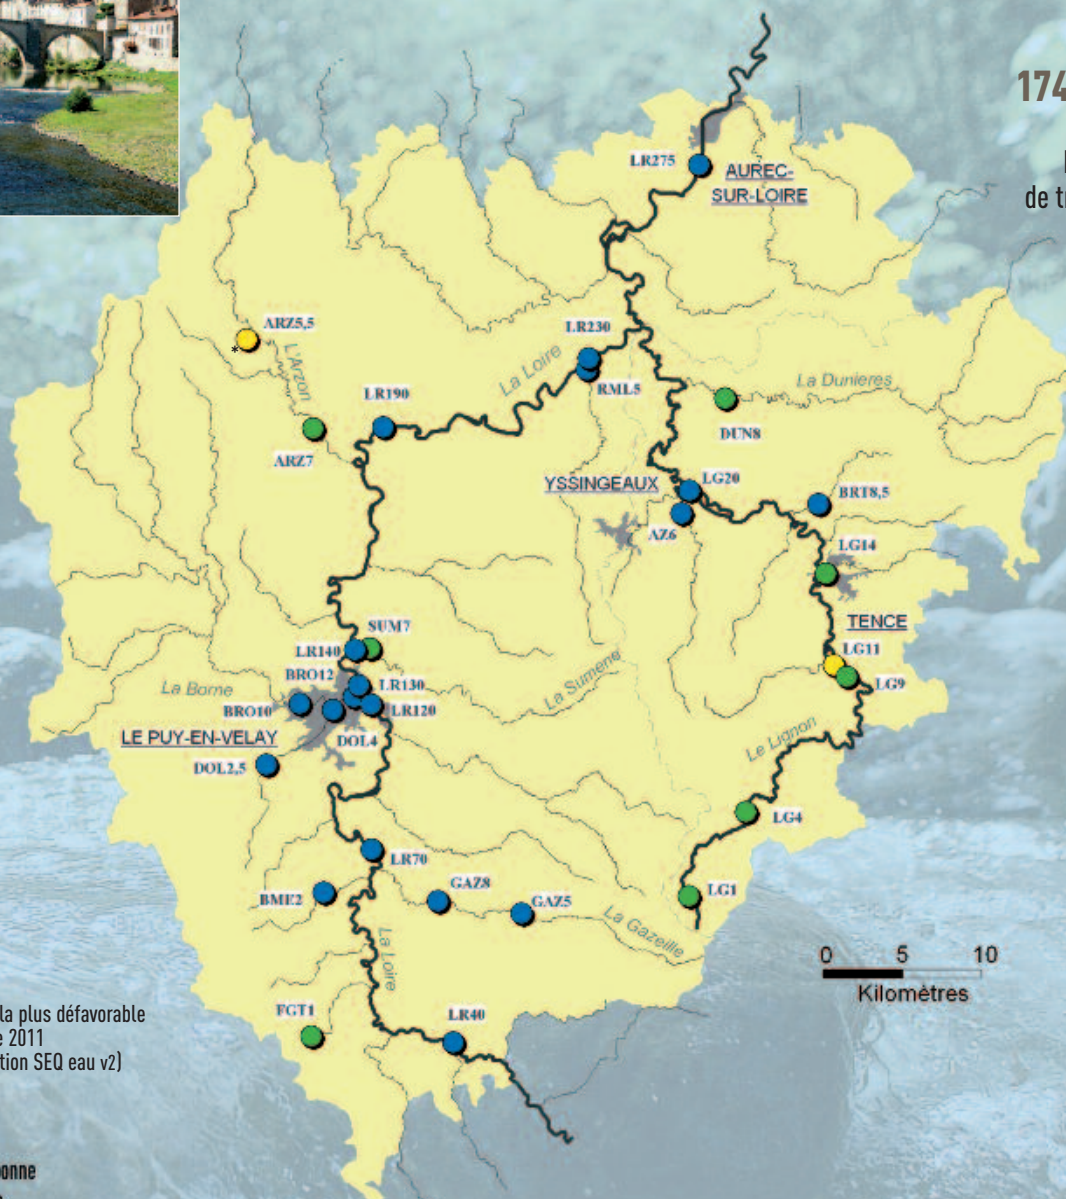 174
de t
LR275
AUREC-
SUR-LOIRE
ARZ5,5
*
L'Arzon
LR230
La Loire
RML5
La Dunieres
LR190
DUN8
ARZ7
YSSINGEAUX
LG20
BRT8,5
AZ6
LG14
SUM7
TENCE
LR140
LG11
BRO12
LR130
LG9
La Borne
La Sumene
BRO10
LR120
LE PUY-EN-VELAY
DOL4
Le Lignon
DOL2,5
LG4
LR70
GAZ8
LG1
BME2
GAZ5
La Gazeille
La Loire
0 5 10
Kilomètres
FGT1
LR40
la plus défavorable
e 2011
tion SEQ eau v2)
onne